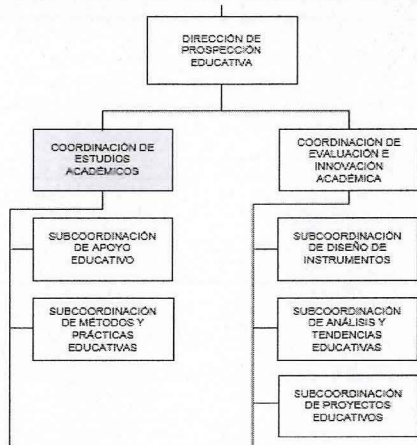 DIRECCIÓN DE
PROSPECCIÓN
EDUCATIVA
COORDINACIÓN DE
ESTUDIOS
ACADÉMICOS
COORDINACION DE
EVALUACIÓN E
INNOVACIÓN
ACADÉMICA
SUBCOORDINACIÓN
DE APOYO
EDUCATIVO
SUBCOORDINACIÓN
DE MÉTODOS Y
PRÁCTICAS
EDUCATIVAS
SUBCOORDINACIÓN
DE DISEÑO DE
INSTRUMENTOS
SUBCOORDINACIÓN
DE ANÁLISIS Y
TENDENCIAS
EDUCATIVAS
SUBCOORDINACIÓN
DE PROYECTOS
EDUCATIVOS